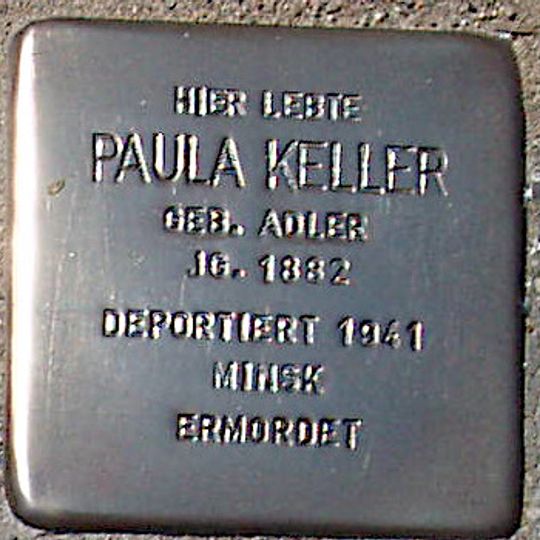 HIER LEBTE
PAULA KELLER
GEB. ADLER
JG. 1882
DEPORTIERT 1941
MINSK
ERMORDET